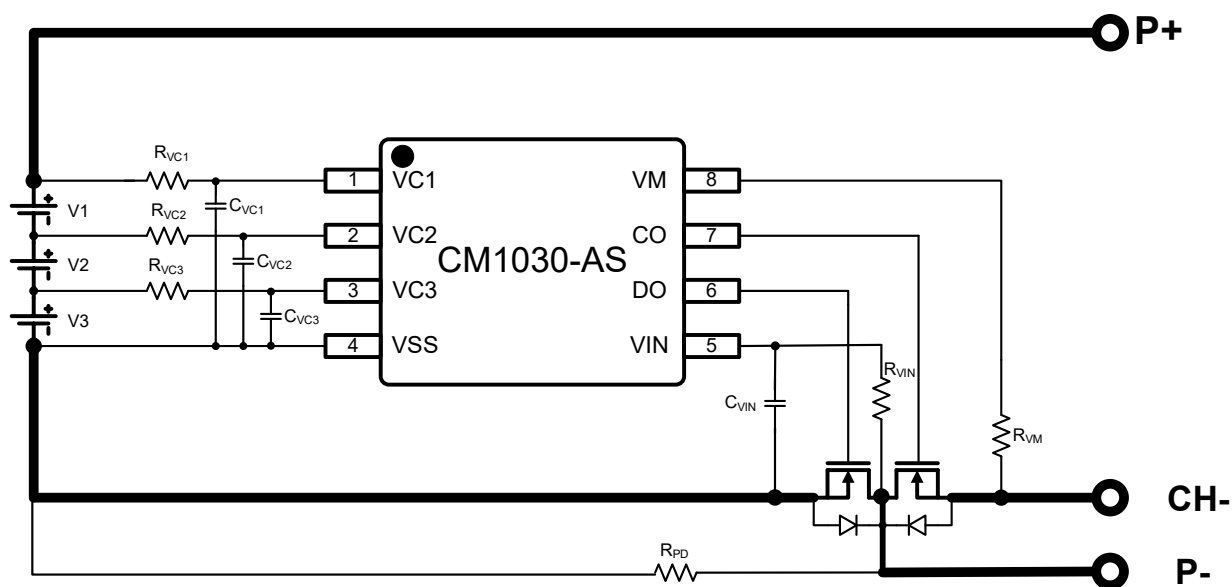 P+
RVC1
1 VC1
VM 8
CVC1
V1
RVC2
2 VC2
CO 7
CM1030-AS
V2
CVC2
RVC3
3 VC3
DO 6
V3
CVC3
4 VSS
VIN 5
RVIN
CVIN
RVM
CH-
RPD
P-